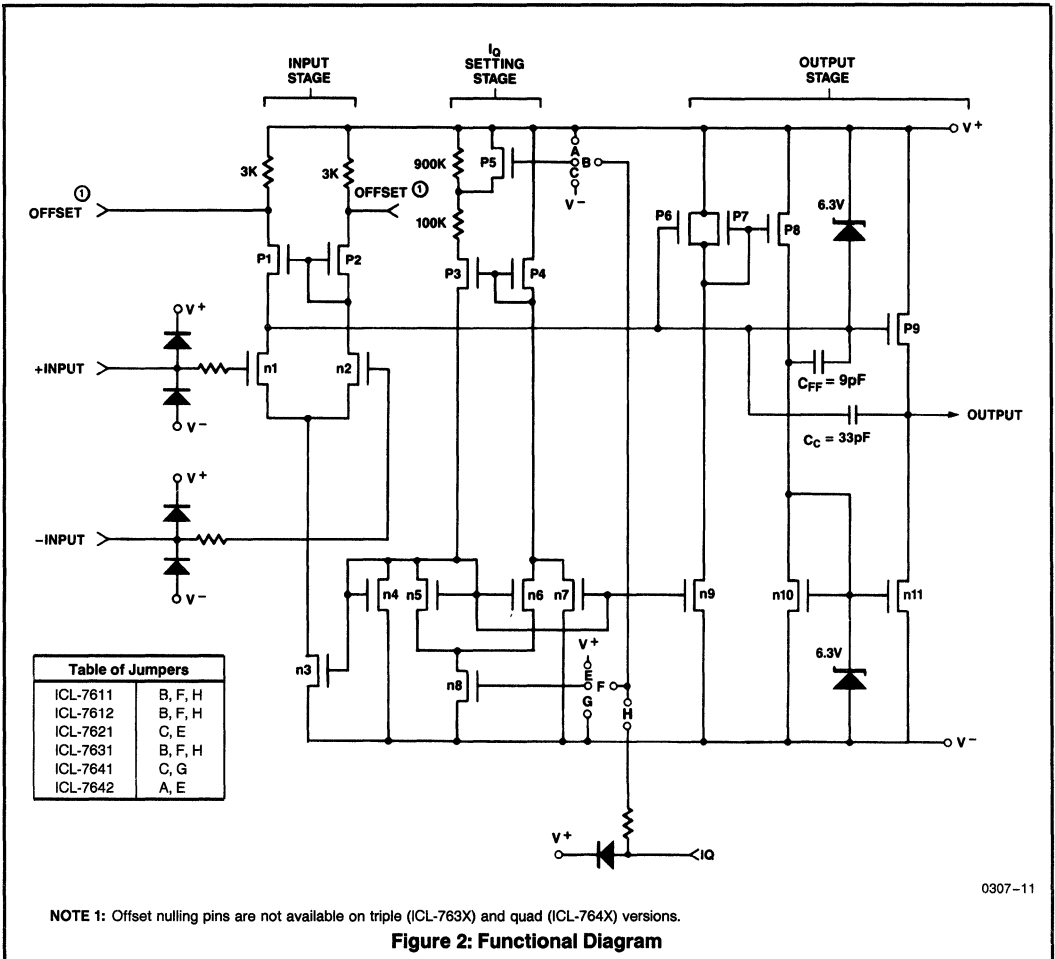 INPUT
STAGE
IQ
SETTING
STAGE
OUTPUT
STAGE
V+
3K
3K
900K
P5
A
B
C
V−
OFFSET ①
OFFSET ①
100K
P6
P7
P8
6.3V
P1
P2
P3
P4
P9
V+
+INPUT
n1
n2
CFF = 9pF
V−
OUTPUT
CC = 33pF
V+
−INPUT
V−
n4
n5
n6
n7
n9
n10
n11
n3
n8
V+
E
F
G
H
6.3V
V−
Table of Jumpers
ICL-7611 B, F, H
ICL-7612 B, F, H
ICL-7621 C, E
ICL-7631 B, F, H
ICL-7641 C, G
ICL-7642 A, E
V+
IQ
0307–11
NOTE 1: Offset nulling pins are not available on triple (ICL-763X) and quad (ICL-764X) versions.
Figure 2: Functional Diagram